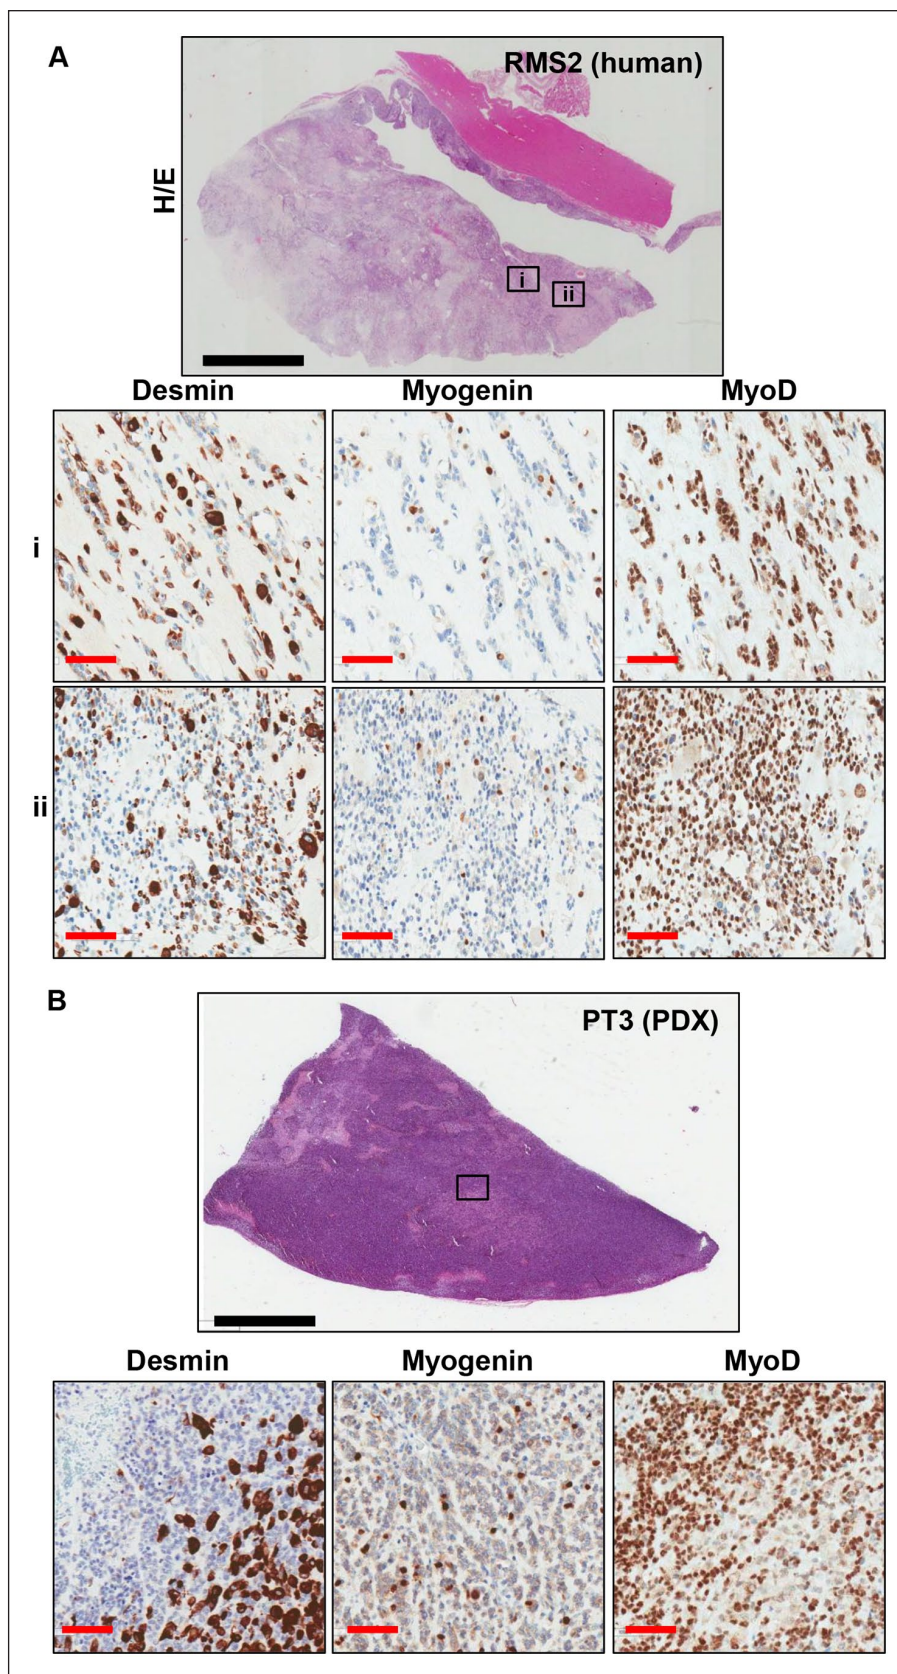 A
RMS2 (human)
H/E
i
ii
Desmin Myogenin MyoD
i
ii
B
PT3 (PDX)
Desmin Myogenin MyoD